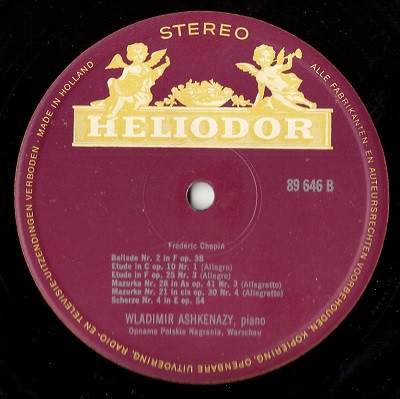 STEREO
HELIODOR
MADE IN HOLLAND
ALLE FABRIKANTEN- EN AUTEURSRECHTEN VOORBEHOUDEN. KOPIËERING, OPENBARE UITVOERING, RADIO- EN TELEVISIEUITZENDINGEN VERBODEN ·
89 646 B
Frédéric Chopin
Ballade Nr. 2 in F op. 38
Etude in C op. 10 Nr. 1 (Allegro)
Etude in F op. 25 Nr. 3 (Allegro)
Mazurka Nr. 28 in As op. 41 Nr. 3 (Allegretto)
Mazurka Nr. 21 in cis op. 30 Nr. 4 (Allegretto)
Scherzo Nr. 4 in E op. 54
WLADIMIR ASHKENAZY, piano
Opname Polskie Nagrania, Warschau